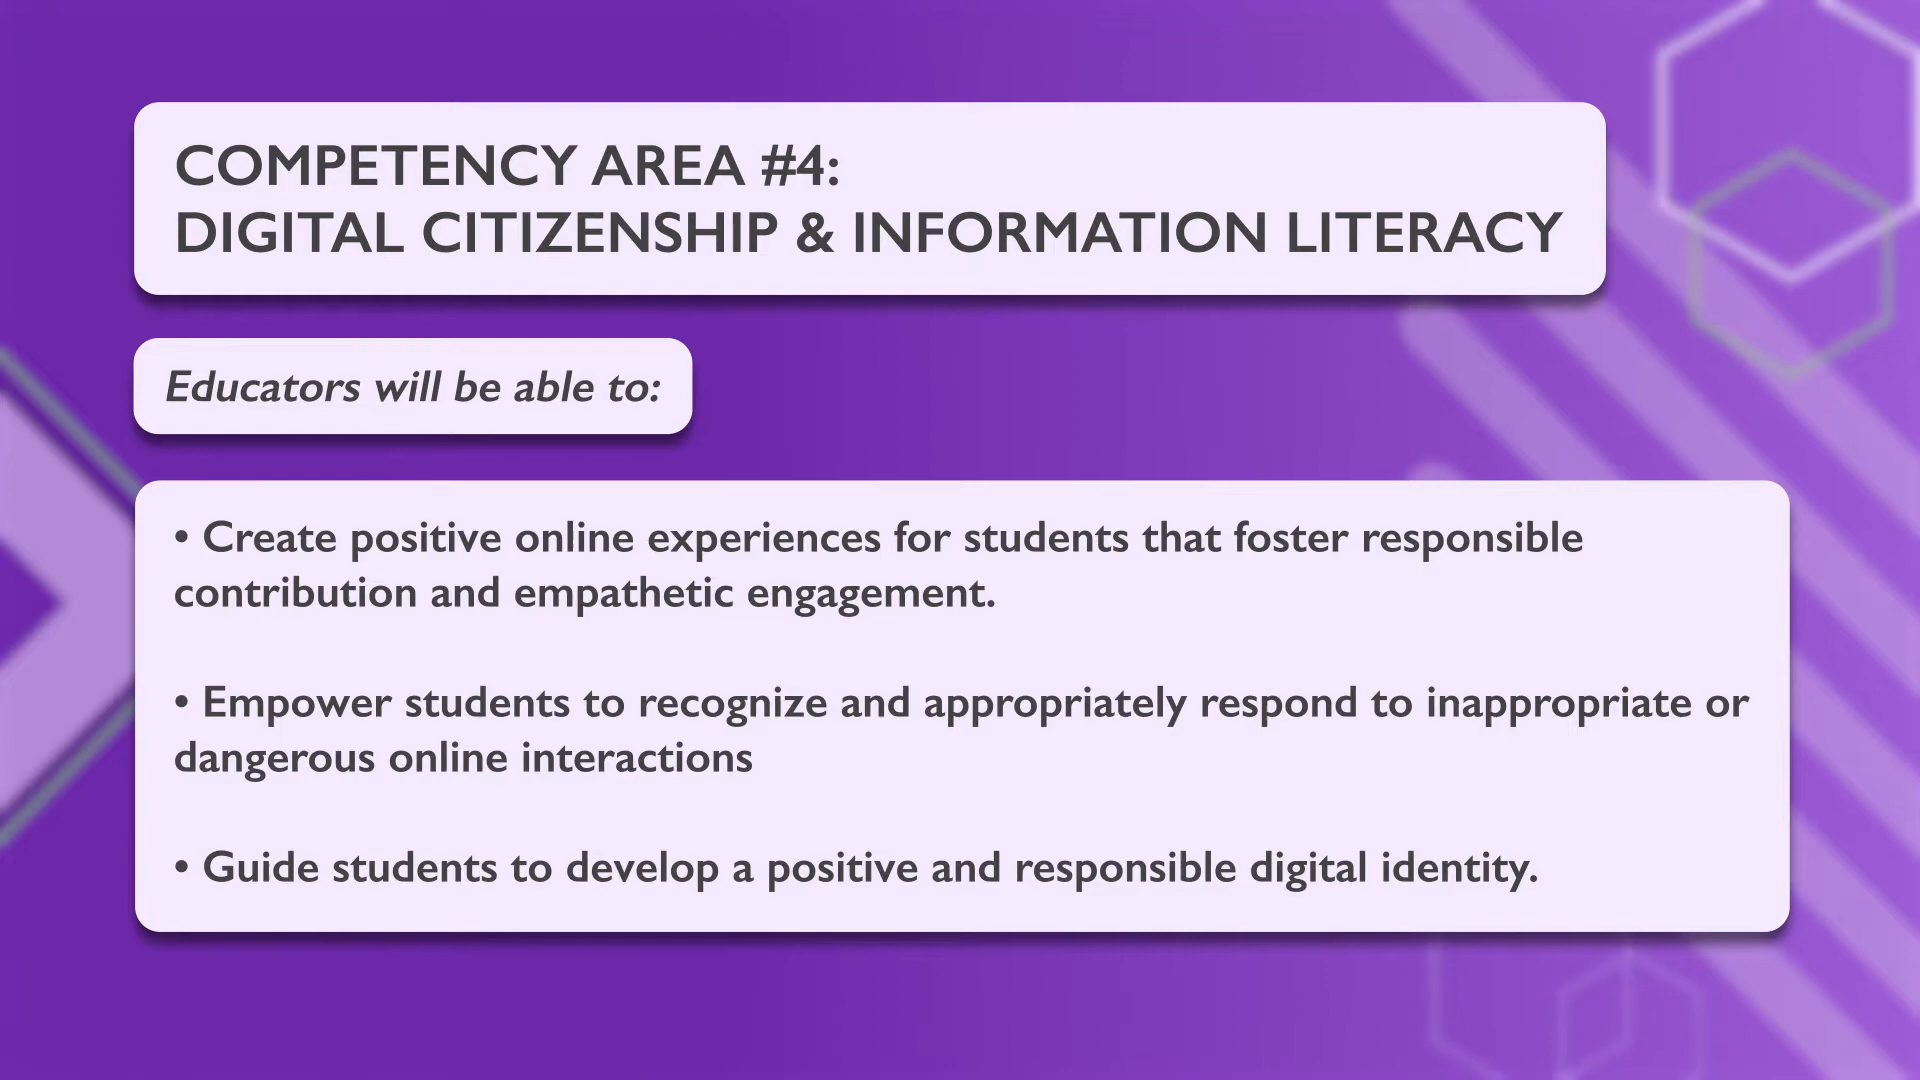 COMPETENCY AREA #4:
DIGITAL CITIZENSHIP & INFORMATION LITERACY
Educators will be able to:
• Create positive online experiences for students that foster responsible
contribution and empathetic engagement.
• Empower students to recognize and appropriately respond to inappropriate or
dangerous online interactions
• Guide students to develop a positive and responsible digital identity.